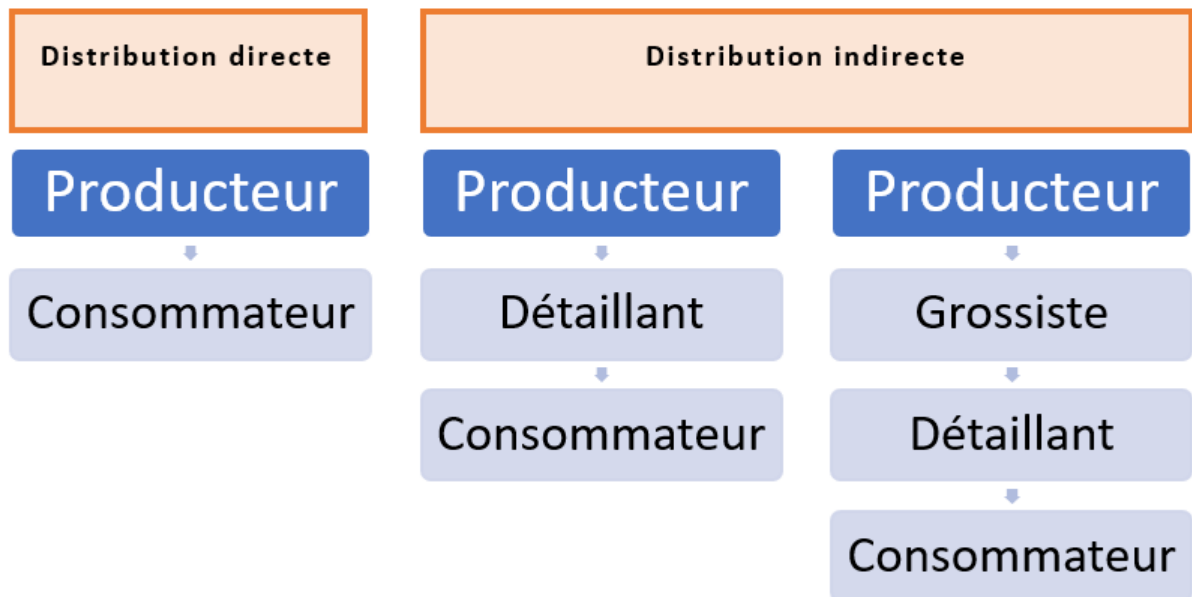 Distribution directe
Distribution indirecte
Producteur
Consommateur
Producteur
Détaillant
Consommateur
Producteur
Grossiste
Détaillant
Consommateur